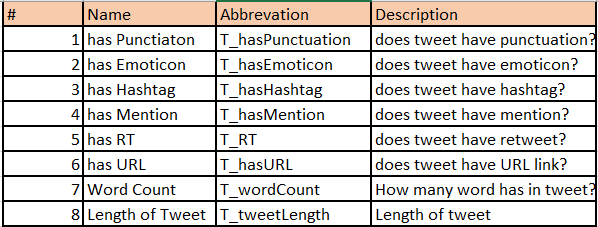 # Name Abbrevation Description
1 has Punctiaton T_hasPunctuation does tweet have punctuation?
2 has Emoticon T_hasEmoticon does tweet have emoticon?
3 has Hashtag T_hasHashtag does tweet have hashtag?
4 has Mention T_hasMention does tweet have mention?
5 has RT T_RT does tweet have retweet?
6 has URL T_hasURL does tweet have URL link?
7 Word Count T_wordCount How many word has in tweet?
8 Length of Tweet T_tweetLength Length of tweet